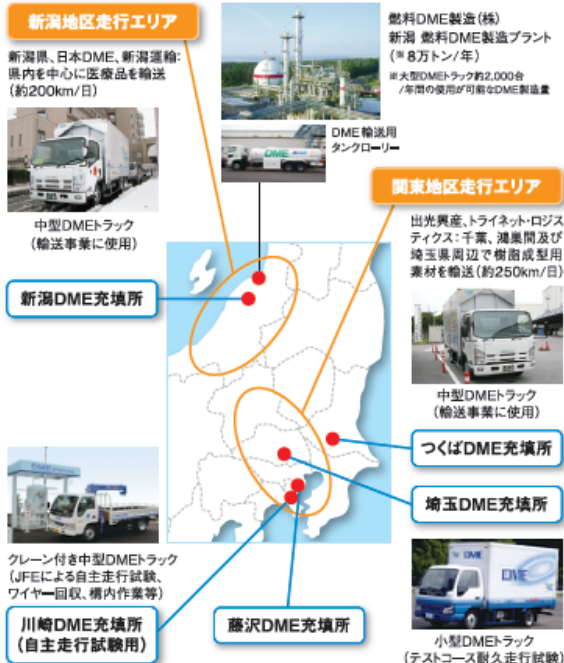 新潟地区走行エリア
新潟県、日本DME、新潟運輸:
県内を中心に医療品を輸送
(約200km/日)
中型DMEトラック
(輸送事業に使用)
燃料DME製造(株)
新潟 燃料DME製造プラント
(※8万トン/年)
※大型DMEトラック約2,000台
/年間の使用が可能なDME製造量
DME輸送用
タンクローリー
DME
関東地区走行エリア
出光興産、トライネット・ロジス
ティクス:千葉、鴻巣間及び
埼玉県周辺で樹脂成型用
素材を輸送(約250km/日)
中型DMEトラック
(輸送事業に使用)
新潟DME充填所
つくばDME充填所
埼玉DME充填所
DME
クレーン付き中型DMEトラック
(JFEによる自主走行試験、
ワイヤー回収、構内作業等)
川崎DME充填所
(自主走行試験用)
藤沢DME充填所
DME
小型DMEトラック
(テストコース耐久走行試験)